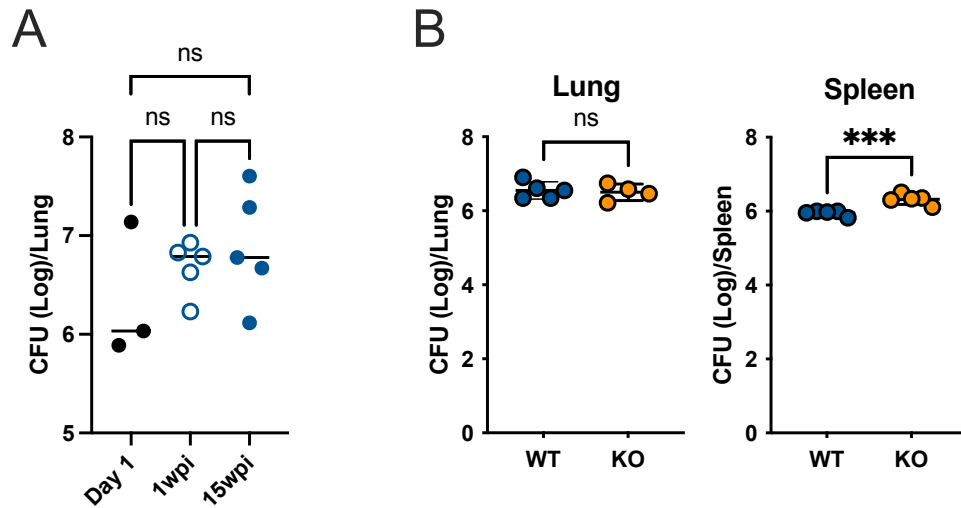 A
ns
ns ns
CFU (Log)/Lung
8
7
6
5
Day 1 1wpi 15wpi
B
Lung
ns
CFU (Log)/Lung
8
6
4
2
0
WT KO
Spleen
***
CFU (Log)/Spleen
8
6
4
2
0
WT KO